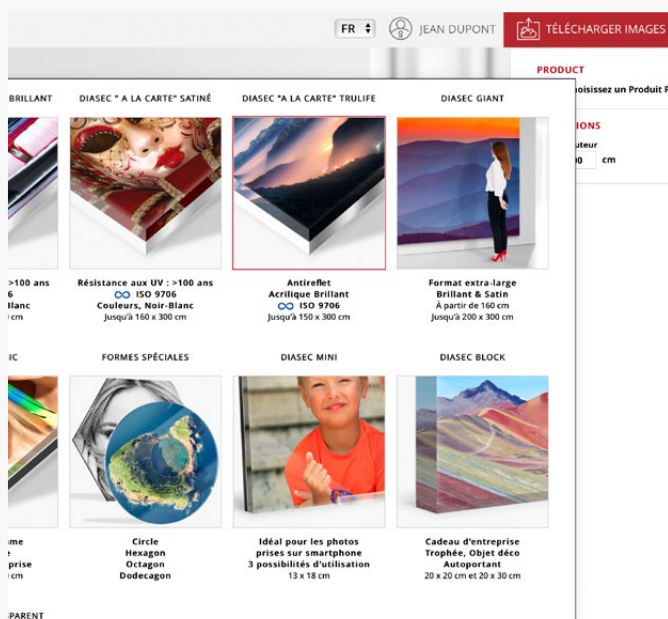 FR
JEAN DUPONT
TÉLÉCHARGER IMAGES
PRODUCT
BRILLANT
DIASEC " A LA CARTE" SATINÉ
DIASEC "A LA CARTE" TRULIFE
DIASEC GIANT
>100 ans
Résistance aux UV : >100 ans
ISO 9706
Couleurs, Noir-Blanc
Jusqu'à 160 x 300 cm
Antireflet
Acrilique Brillant
ISO 9706
Jusqu'à 150 x 300 cm
Format extra-large
Brillant & Satin
À partir de 160 cm
Jusqu'à 200 x 300 cm
FORMES SPÉCIALES
DIASEC MINI
DIASEC BLOCK
Circle
Hexagon
Octagon
Dodecagon
Idéal pour les photos
prises sur smartphone
3 possibilités d'utilisation
13 x 18 cm
Cadeau d'entreprise
Trophée, Objet déco
Autoportant
20 x 20 cm et 20 x 30 cm
un Produit
cm